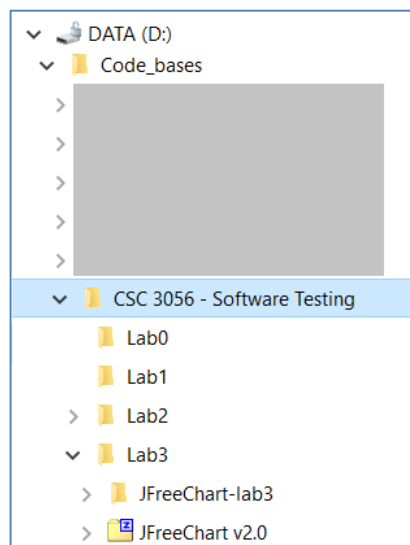 DATA (D:)
Code_bases
CSC 3056 - Software Testing
Lab0
Lab1
Lab2
Lab3
JFreeChart-lab3
JFreeChart v2.0